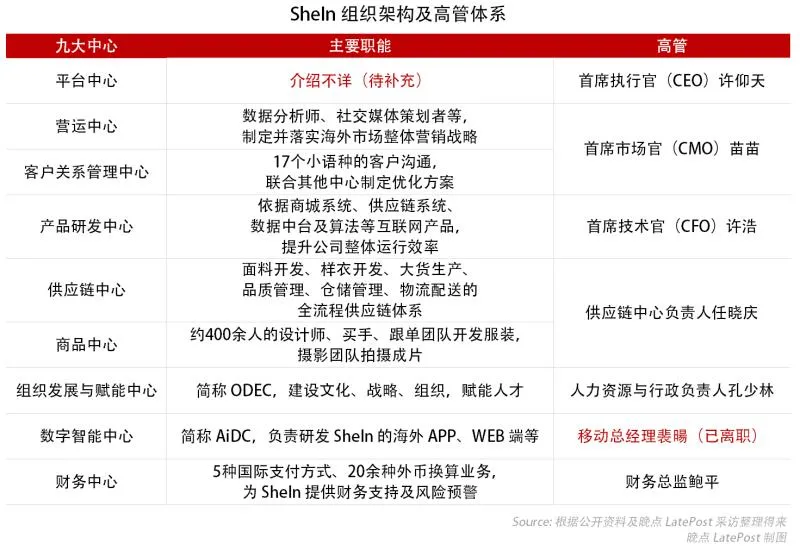 SheIn 组织架构及高管体系
九大中心 主要职能 高管
平台中心 介绍不详（待补充） 首席执行官（CEO）许仰天
营运中心 数据分析师、社交媒体策划者等，
制定并落实海外市场整体营销战略
首席市场官（CMO）苗苗
客户关系管理中心 17个小语种的客户沟通，
联合其他中心制定优化方案
产品研发中心 依据商城系统、供应链系统、
数据中台及算法等互联网产品，
提升公司整体运行效率
首席技术官（CFO）许浩
供应链中心 面料开发、样衣开发、大货生产、
品质管理、仓储管理、物流配送的
全流程供应链体系
供应链中心负责人任晓庆
商品中心 约400余人的设计师、买手、跟单团队开发服装，
摄影团队拍摄成片
组织发展与赋能中心 简称 ODEC，建设文化、战略、组织，赋能人才 人力资源与行政负责人孔少林
数字智能中心 简称 AiDC，负责研发 SheIn 的海外 APP、WEB 端等 移动总经理裴暘（已离职）
财务中心 5种国际支付方式、20余种外币换算业务，
为 SheIn 提供财务支持及风险预警
财务总监鲍平
Source: 根据公开资料及晚点 LatePost 采访整理得来
晚点 LatePost 制图